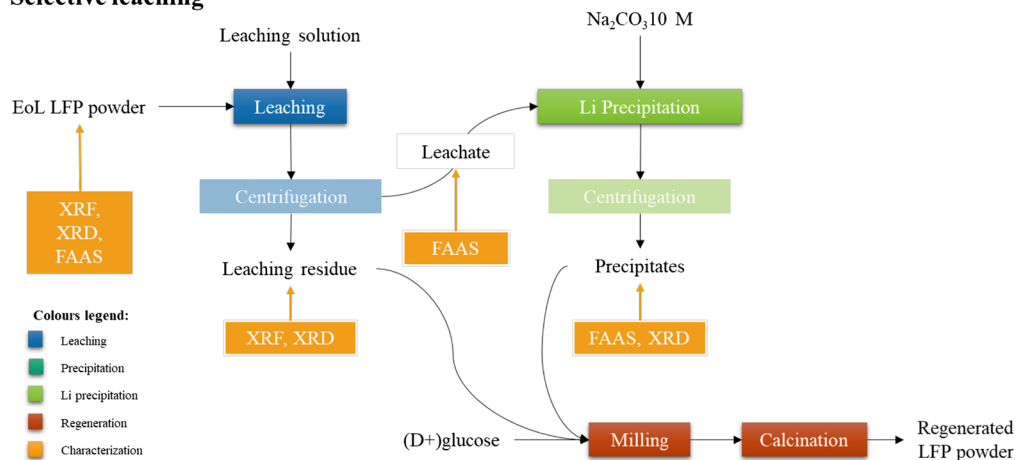 Selective leaching
Na₂CO₃10 M
Leaching solution
EoL LFP powder
Leaching
Li Precipitation
Leachate
XRF,
XRD,
FAAS
Centrifugation
Centrifugation
FAAS
Leaching residue
Precipitates
XRF, XRD
FAAS, XRD
Colours legend:
Leaching
Precipitation
Li precipitation
Regeneration
Characterization
(D+)glucose
Milling
Calcination
Regenerated
LFP powder